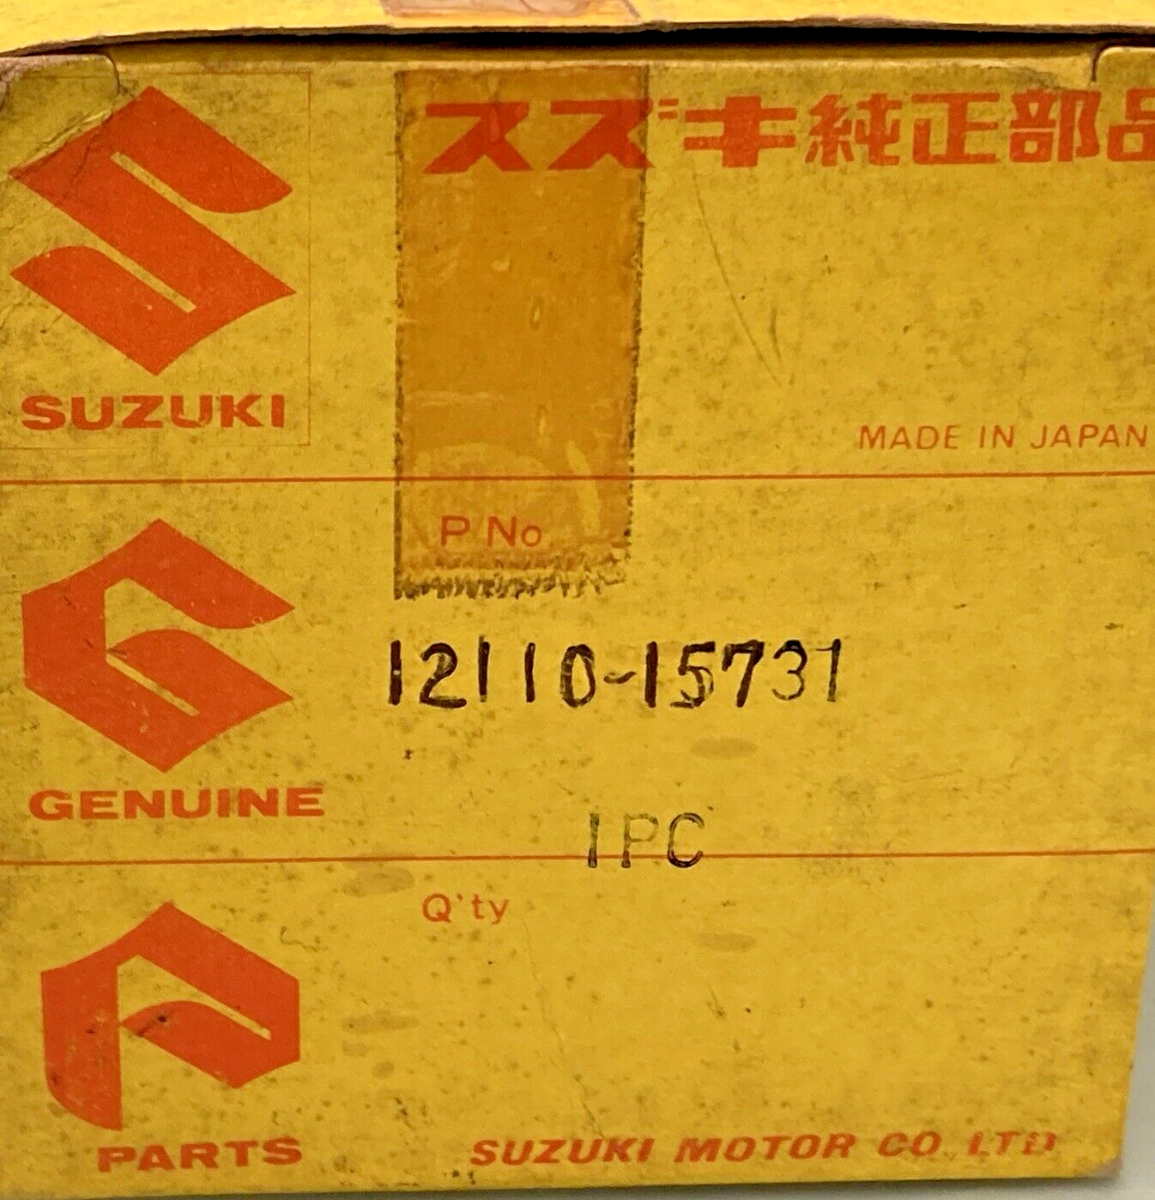 スズキ純正部品
SUZUKI
MADE IN JAPAN
P No.
12110-15731
GENUINE
1PC
Q'ty
PARTS
SUZUKI MOTOR CO. LTD